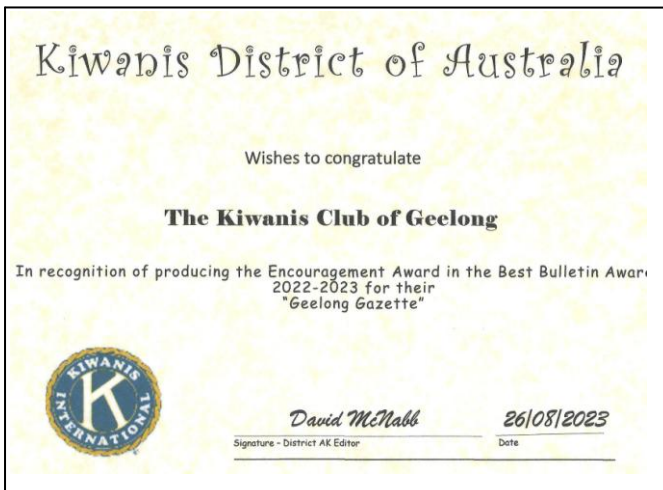 Kiwanis District of Australia
Wishes to congratulate
The Kiwanis Club of Geelong
In recognition of producing the Encouragement Award in the Best Bulletin Award
2022-2023 for their
"Geelong Gazette"
KIWANIS
INTERNATIONAL
K
David McNabb 26/08/2023
Signature - District AK Editor Date